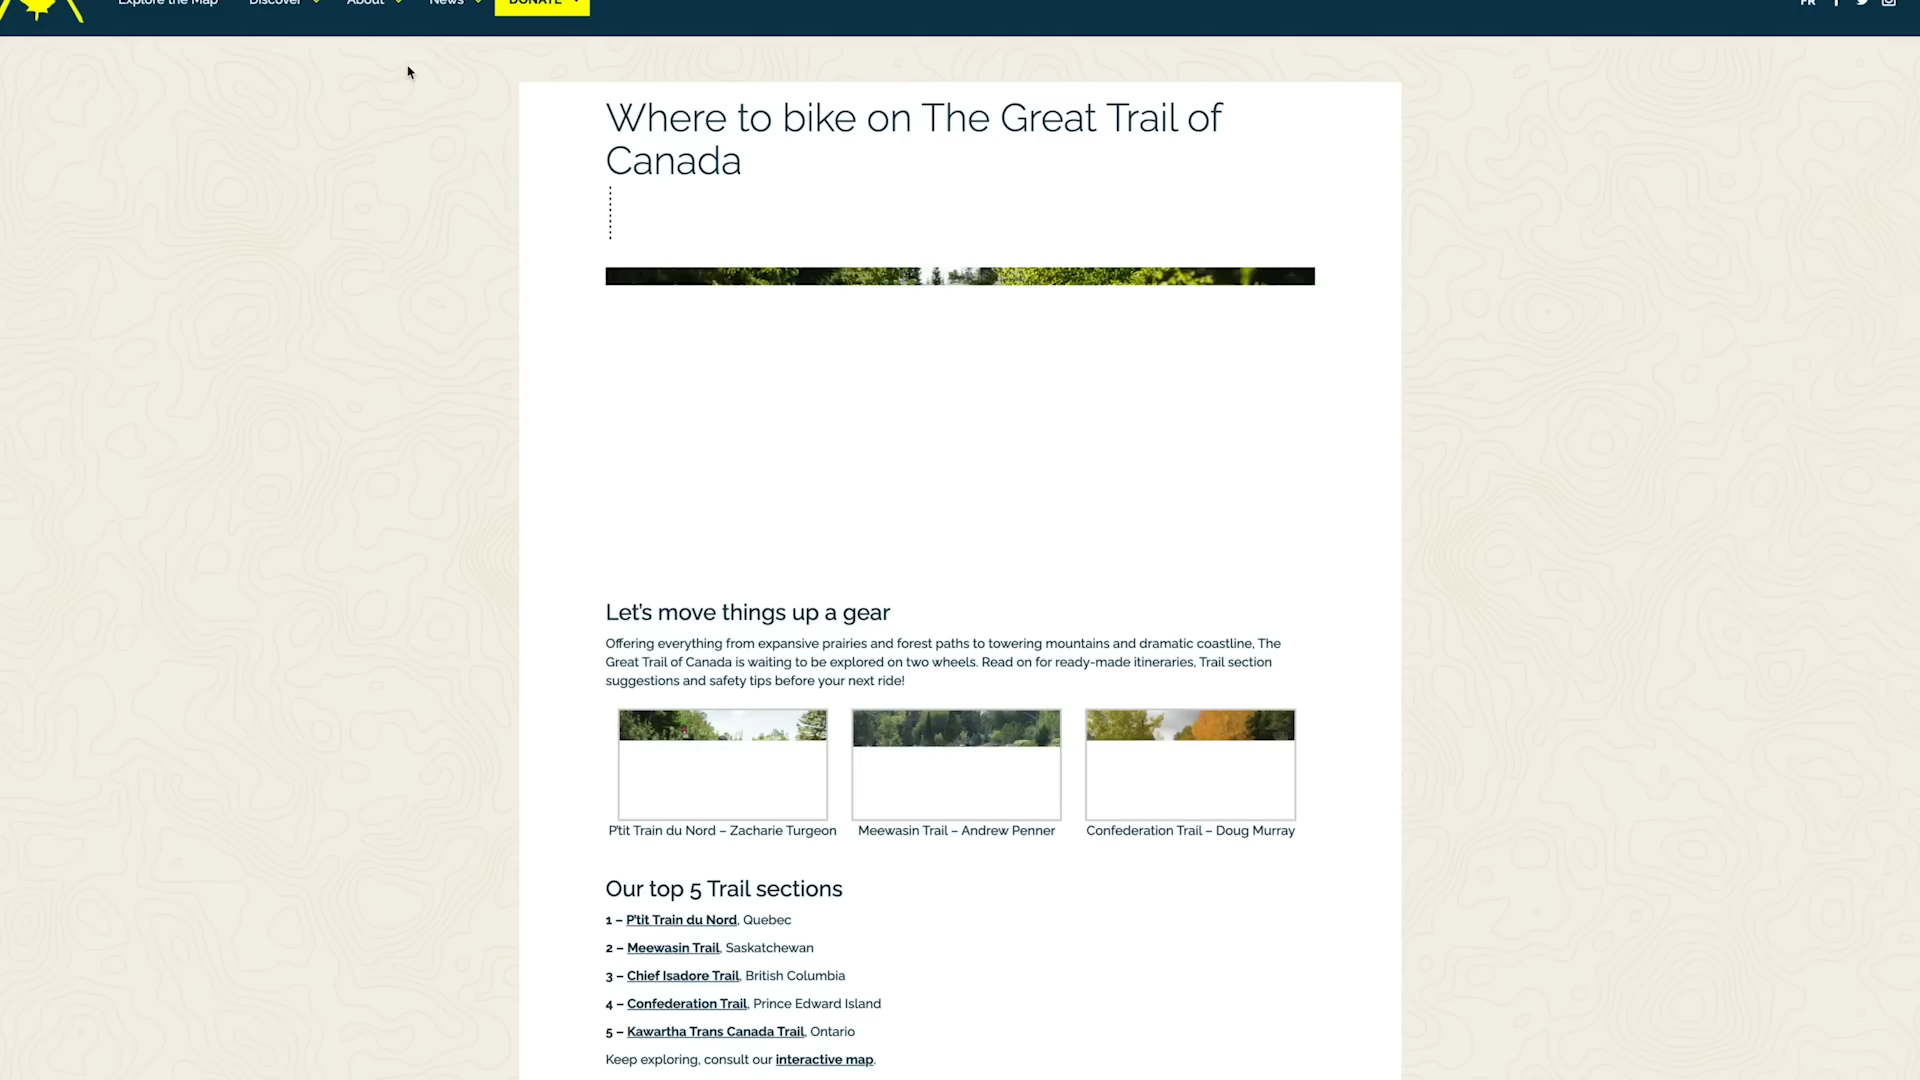 Explore the Map Discover About News DONATE FR
Where to bike on The Great Trail of
Canada
Let's move things up a gear
Offering everything from expansive prairies and forest paths to towering mountains and dramatic coastline, The
Great Trail of Canada is waiting to be explored on two wheels. Read on for ready-made itineraries, Trail section
suggestions and safety tips before your next ride!
P'tit Train du Nord – Zacharie Turgeon
Meewasin Trail – Andrew Penner
Confederation Trail – Doug Murray
Our top 5 Trail sections
1 – P'tit Train du Nord, Quebec
2 – Meewasin Trail, Saskatchewan
3 – Chief Isadore Trail, British Columbia
4 – Confederation Trail, Prince Edward Island
5 – Kawartha Trans Canada Trail, Ontario
Keep exploring, consult our interactive map.